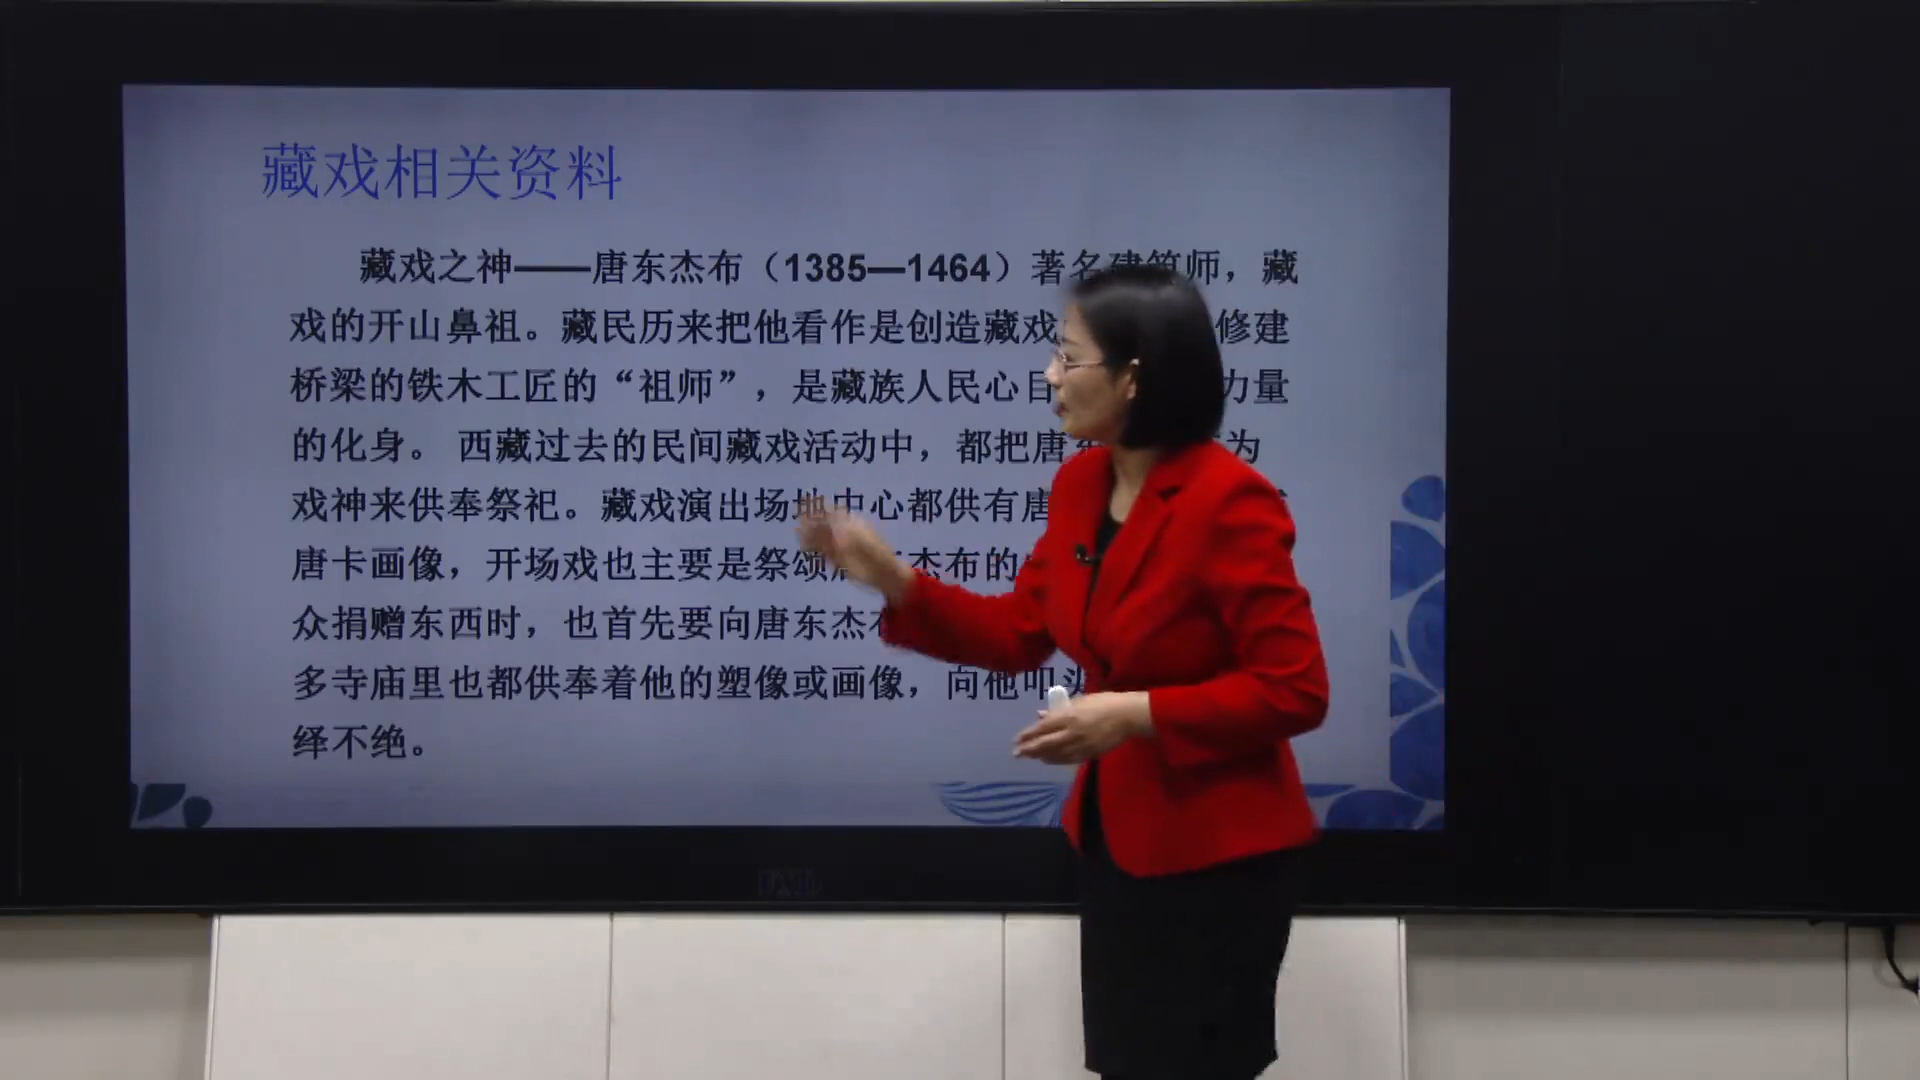 藏戏相关资料
藏戏之神——唐东杰布（1385—1464）著名建筑师，藏
戏的开山鼻祖。藏民历来把他看作是创造藏戏 修建
桥梁的铁木工匠的“祖师”，是藏族人民心目 力量
的化身。 西藏过去的民间藏戏活动中，都把唐东 为
戏神来供奉祭祀。藏戏演出场地中心都供有唐
唐卡画像，开场戏也主要是祭颂唐东杰布的
众捐赠东西时，也首先要向唐东杰布
多寺庙里也都供奉着他的塑像或画像，向他叩头
绎不绝。